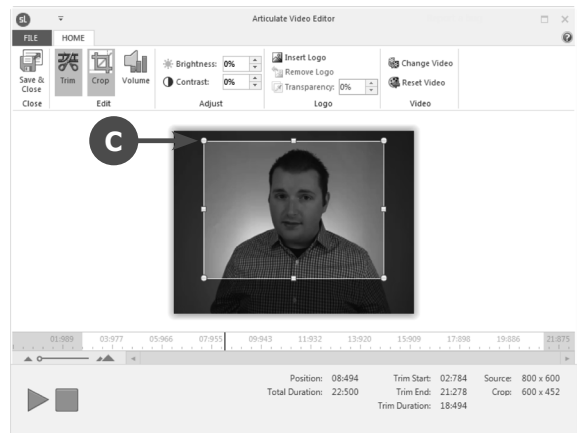 sl Articulate Video Editor
FILE HOME
Save & Close Trim Crop Volume
Brightness: 0%
Contrast: 0%
Insert Logo
Remove Logo
Transparency: 0%
Change Video
Reset Video
Close Edit Adjust Logo Video
C
01:989 03:977 05:966 07:955 09:943 11:932 13:920 15:909 17:898 19:886 21:875
Position: 08:494 Trim Start: 02:784 Source: 800 x 600
Total Duration: 22:500 Trim End: 21:278 Crop: 600 x 452
Trim Duration: 18:494